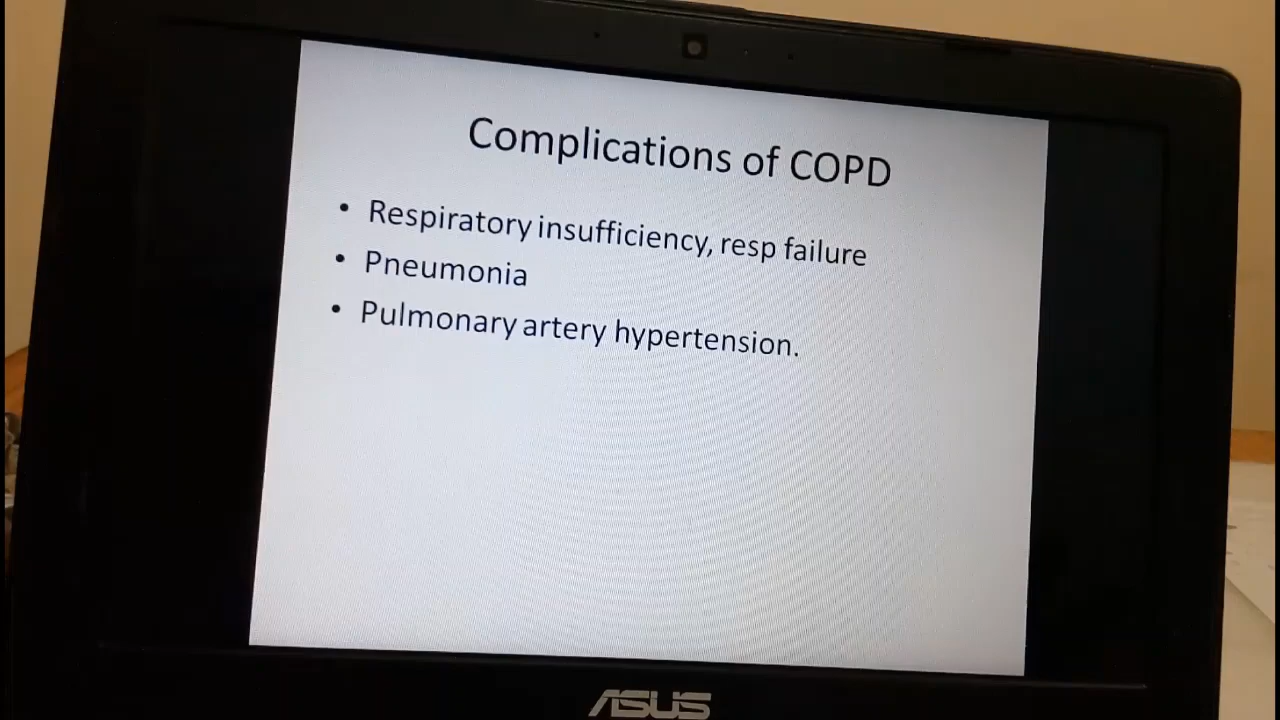 Complications of COPD
• Respiratory insufficiency, resp failure
• Pneumonia
• Pulmonary artery hypertension.
ASUS